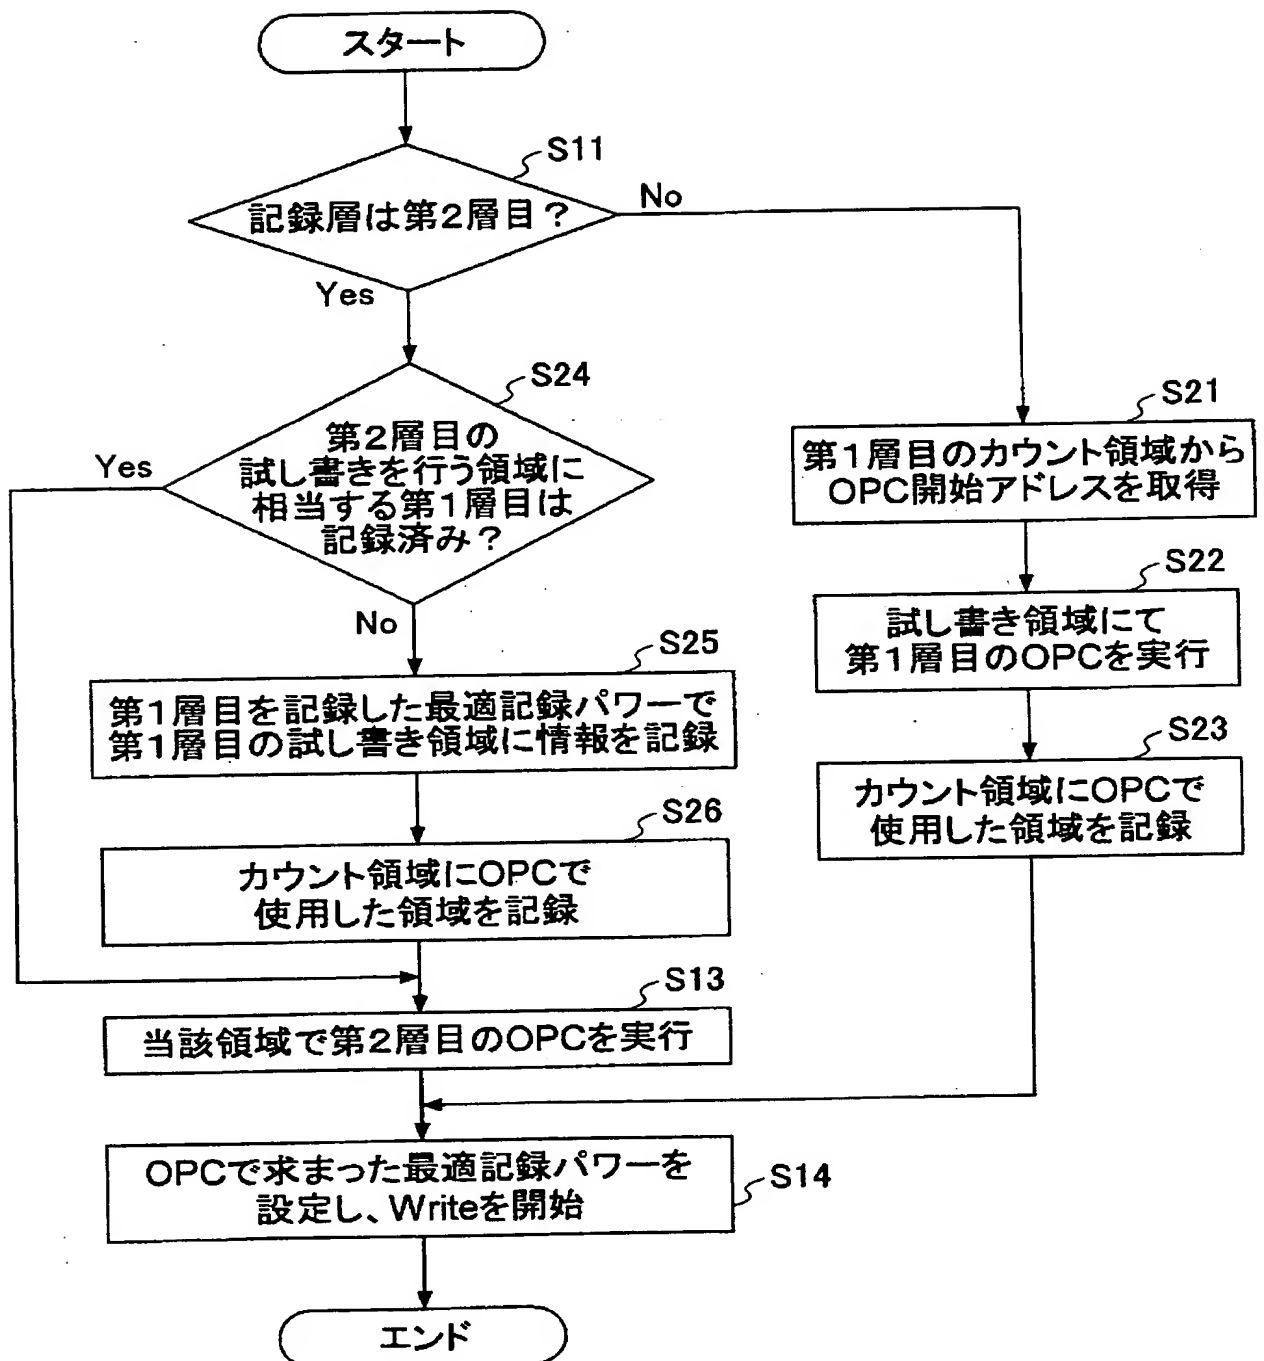 スタート
S11
記録層は第2層目？
No
Yes
S24
第2層目の
試し書きを行う領域に
相当する第1層目は
記録済み？
Yes
No
S21
第1層目のカウント領域から
OPC開始アドレスを取得
S22
試し書き領域にて
第1層目のOPCを実行
S25
第1層目を記録した最適記録パワーで
第1層目の試し書き領域に情報を記録
S23
カウント領域にOPCで
使用した領域を記録
S26
カウント領域にOPCで
使用した領域を記録
S13
当該領域で第2層目のOPCを実行
OPCで求まった最適記録パワーを
設定し、Writeを開始
S14
エンド